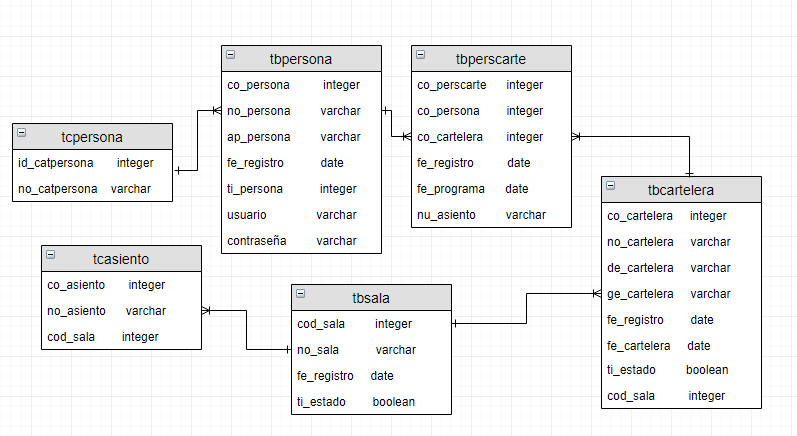 tbpersona
co_persona integer
no_persona varchar
ap_persona varchar
fe_registro date
ti_persona integer
usuario varchar
contraseña varchar
tbperscarte
co_perscarte integer
co_persona integer
co_cartelera integer
fe_registro date
fe_programa date
nu_asiento varchar
tcpersona
id_catpersona integer
no_catpersona varchar
tbcartelera
co_cartelera integer
no_cartelera varchar
de_cartelera varchar
ge_cartelera varchar
fe_registro date
fe_cartelera date
ti_estado boolean
cod_sala integer
tcasiento
co_asiento integer
no_asiento varchar
cod_sala integer
tbsala
cod_sala integer
no_sala varchar
fe_registro date
ti_estado boolean